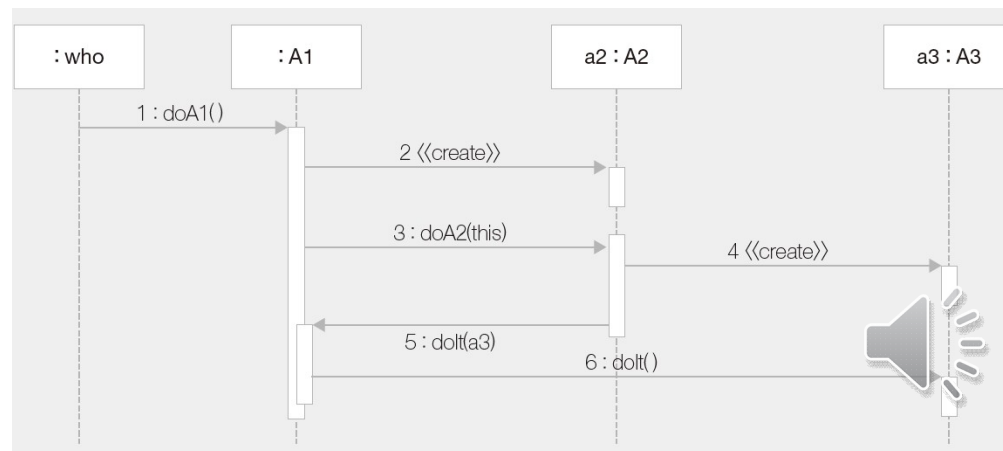 : who
: A1
a2 : A2
a3 : A3
1 : doA1()
2 《create》
3 : doA2(this)
4 《create》
5 : doIt(a3)
6 : doIt( )